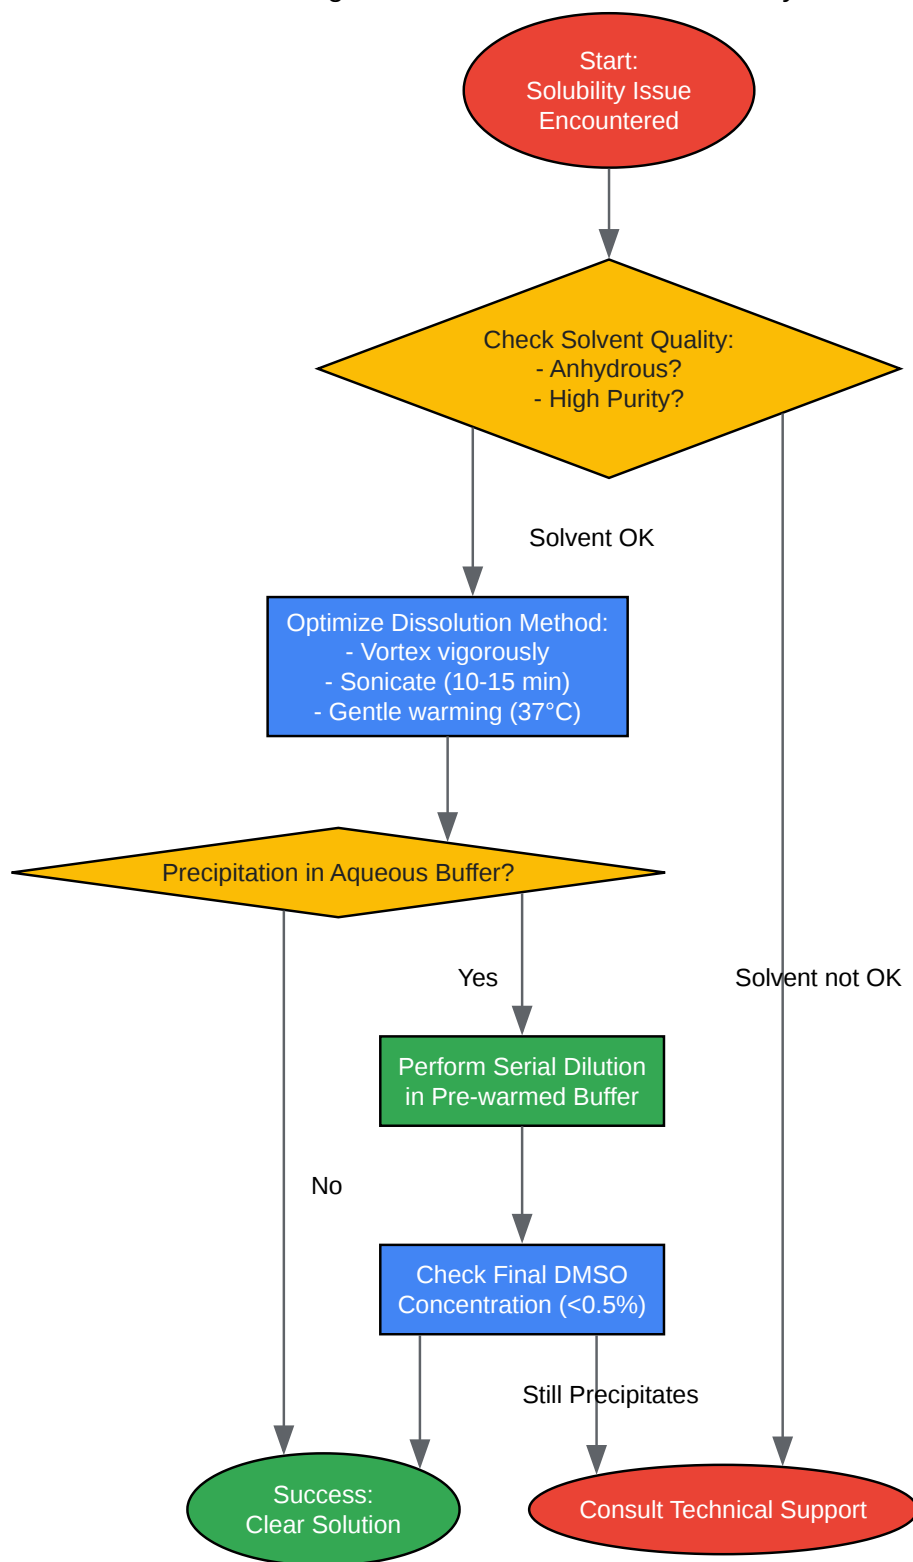 Start:
Solubility Issue
Encountered
Check Solvent Quality:
- Anhydrous?
- High Purity?
Solvent OK
Optimize Dissolution Method:
- Vortex vigorously
- Sonicate (10-15 min)
- Gentle warming (37°C)
Precipitation in Aqueous Buffer?
Yes
Solvent not OK
Perform Serial Dilution
in Pre-warmed Buffer
No
Check Final DMSO
Concentration (<0.5%)
Still Precipitates
Success:
Clear Solution
Consult Technical Support